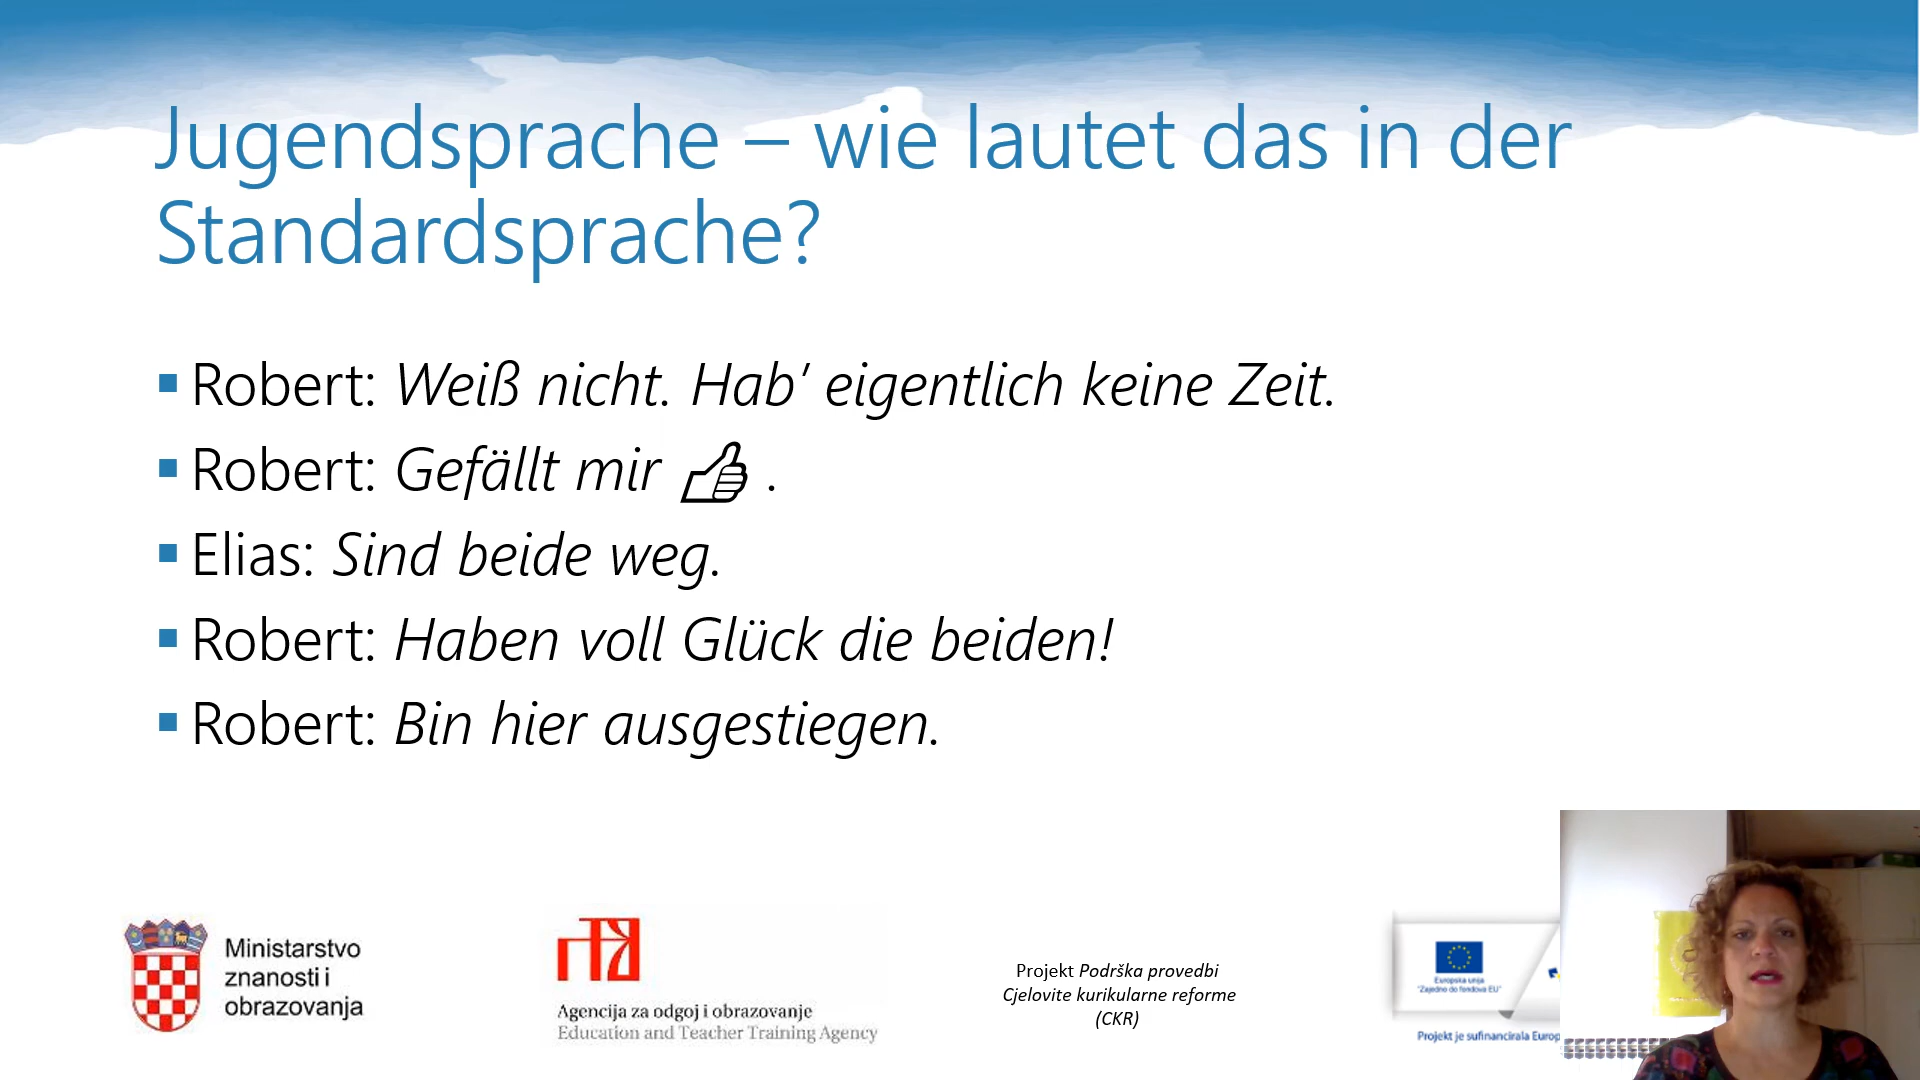 Jugendsprache – wie lautet das in der
Standardsprache?
Robert: Weiß nicht. Hab’ eigentlich keine Zeit.
Robert: Gefällt mir 👍 .
Elias: Sind beide weg.
Robert: Haben voll Glück die beiden!
Robert: Bin hier ausgestiegen.
Ministarstvo
znanosti i
obrazovanja
Agencija za odgoj i obrazovanje
Education and Teacher Training Agency
Projekt Podrška provedbi
Cjelovite kurikularne reforme
(CKR)
Europska unija
"Zajedno do fondova EU"
Projekt je sufinancirala Europ